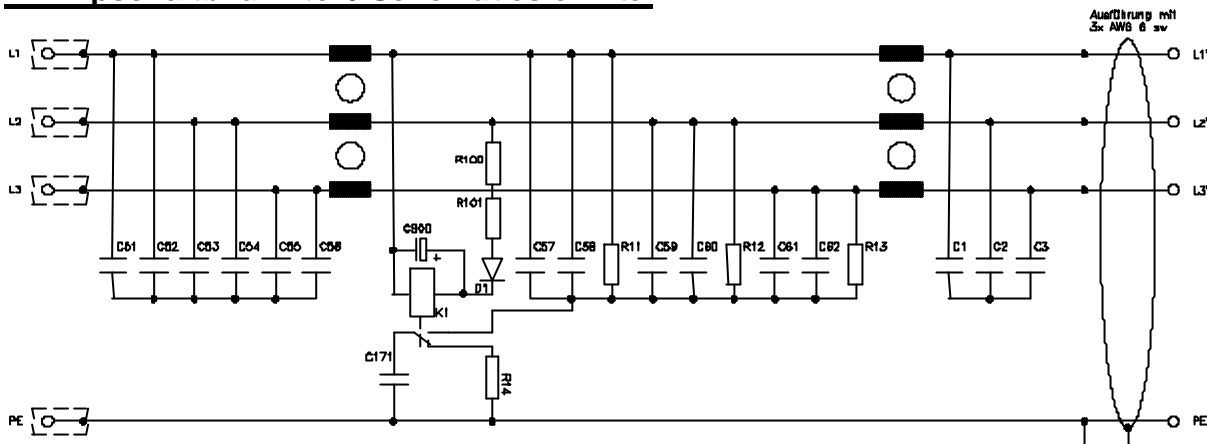 Ausführung mit
3x AWG 6 sw
L1
L1'
L2
L2'
R100
L3
L3'
R101
C51
C52
C53
C54
C55
C56
C800
+
D1
K1
C57
C58
R11
C59
C60
R12
C61
C62
R13
C1
C2
C3
C171
R14
PE
PE